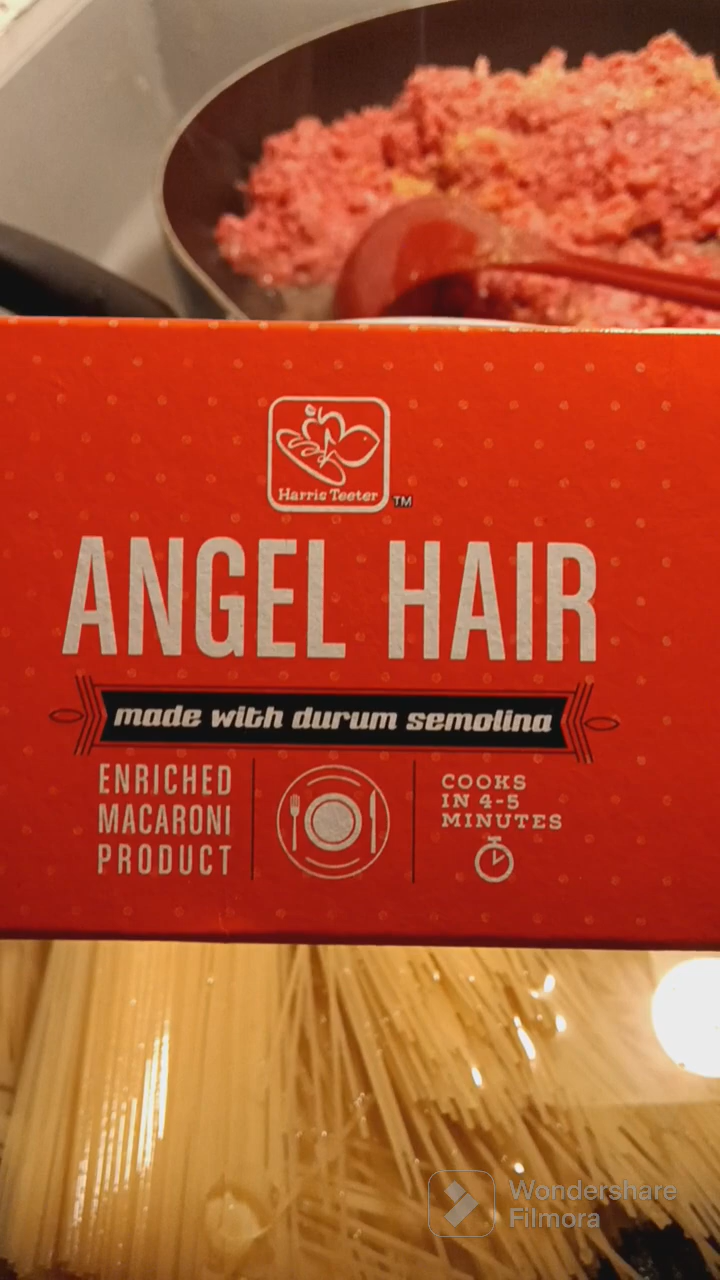 Harris Teeter
TM
ANGEL HAIR
made with durum semolina
ENRICHED
MACARONI
PRODUCT
COOKS
IN 4-5
MINUTES
Wondershare
Filmora